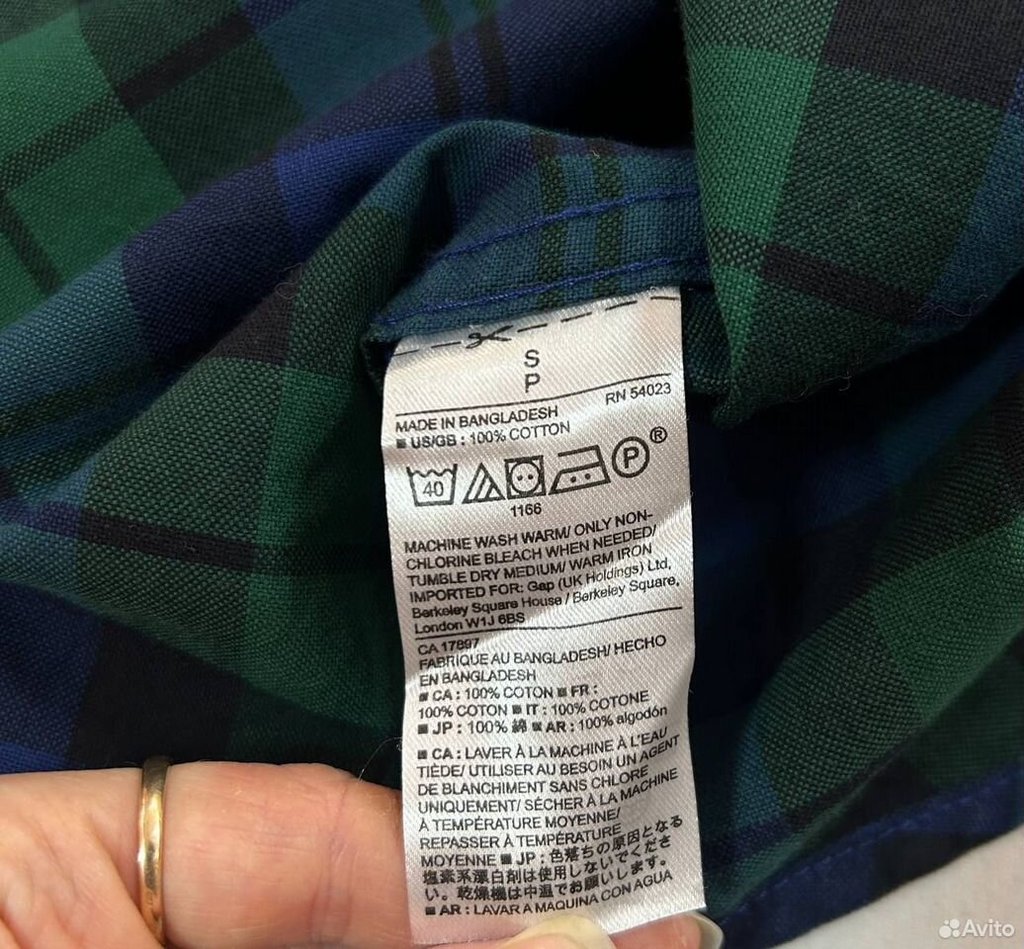 S
P
RN 54023
MADE IN BANGLADESH
■ US/GB : 100% COTTON
40 P ®
1166
MACHINE WASH WARM/ ONLY NON-
CHLORINE BLEACH WHEN NEEDED/
TUMBLE DRY MEDIUM/ WARM IRON
IMPORTED FOR: Gap (UK Holdings) Ltd,
Berkeley Square House / Berkeley Square,
London W1J 6BS
CA 17897
FABRIQUE AU BANGLADESH/ HECHO
EN BANGLADESH
■ CA : 100% COTON ■ FR :
100% COTON ■ IT : 100% COTONE
■ JP : 100% 綿 ■ AR : 100% algodón
■ CA : LAVER À LA MACHINE À L'EAU
TIÈDE/ UTILISER AU BESOIN UN AGENT
DE BLANCHIMENT SANS CHLORE
UNIQUEMENT/ SÉCHER À LA MACHINE
À TEMPÉRATURE MOYENNE/
REPASSER À TEMPÉRATURE
MOYENNE ■ JP : 色落ちの原因となる
塩素系漂白剤は使用しないでくださ
い。乾燥機は中温でお願いします。
■ AR : LAVAR A MAQUINA CON AGUA
Avito